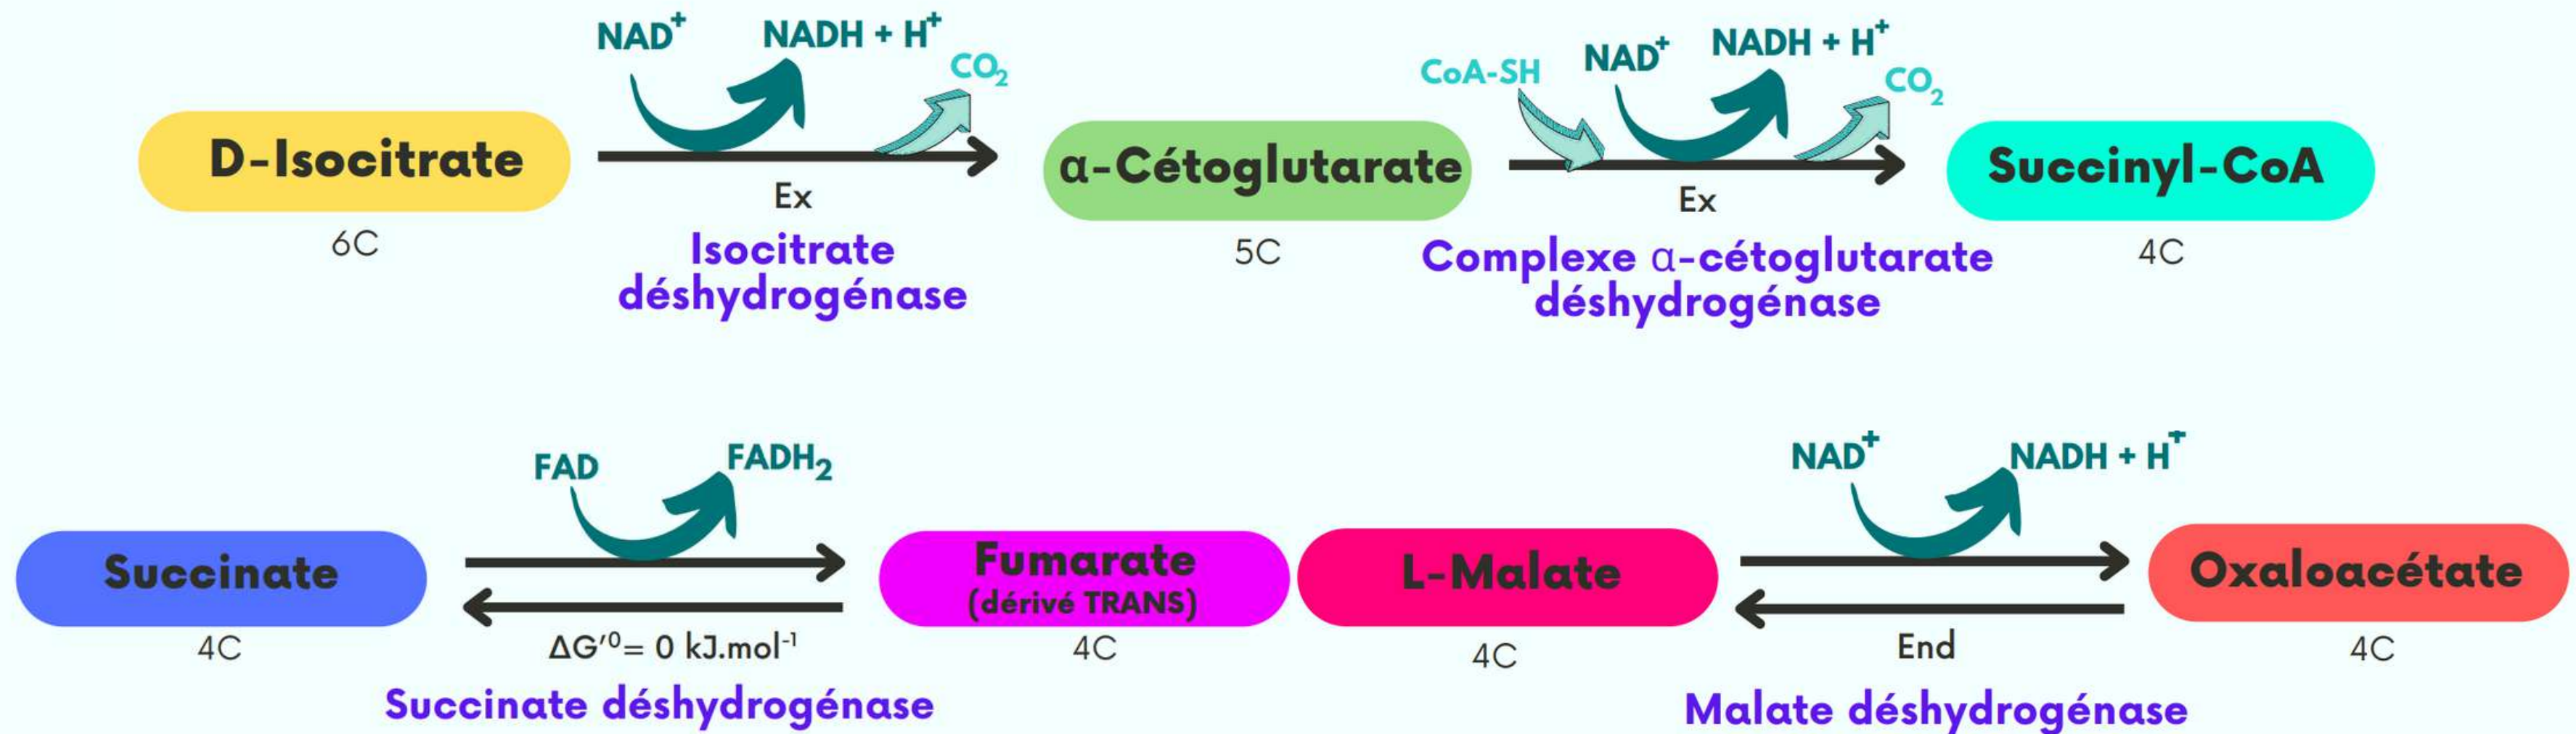 NAD⁺
NADH + H⁺
CO₂
D-Isocitrate
6C
Ex
Isocitrate
déshydrogénase
α-Cétoglutarate
5C
CoA-SH
NAD⁺
NADH + H⁺
CO₂
Ex
Complexe α-cétoglutarate
déshydrogénase
Succinyl-CoA
4C
Succinate
4C
FAD
FADH₂
ΔG'⁰= 0 kJ.mol⁻¹
Succinate déshydrogénase
Fumarate
(dérivé TRANS)
4C
L-Malate
4C
NAD⁺
NADH + H⁺
End
Malate déshydrogénase
Oxaloacétate
4C